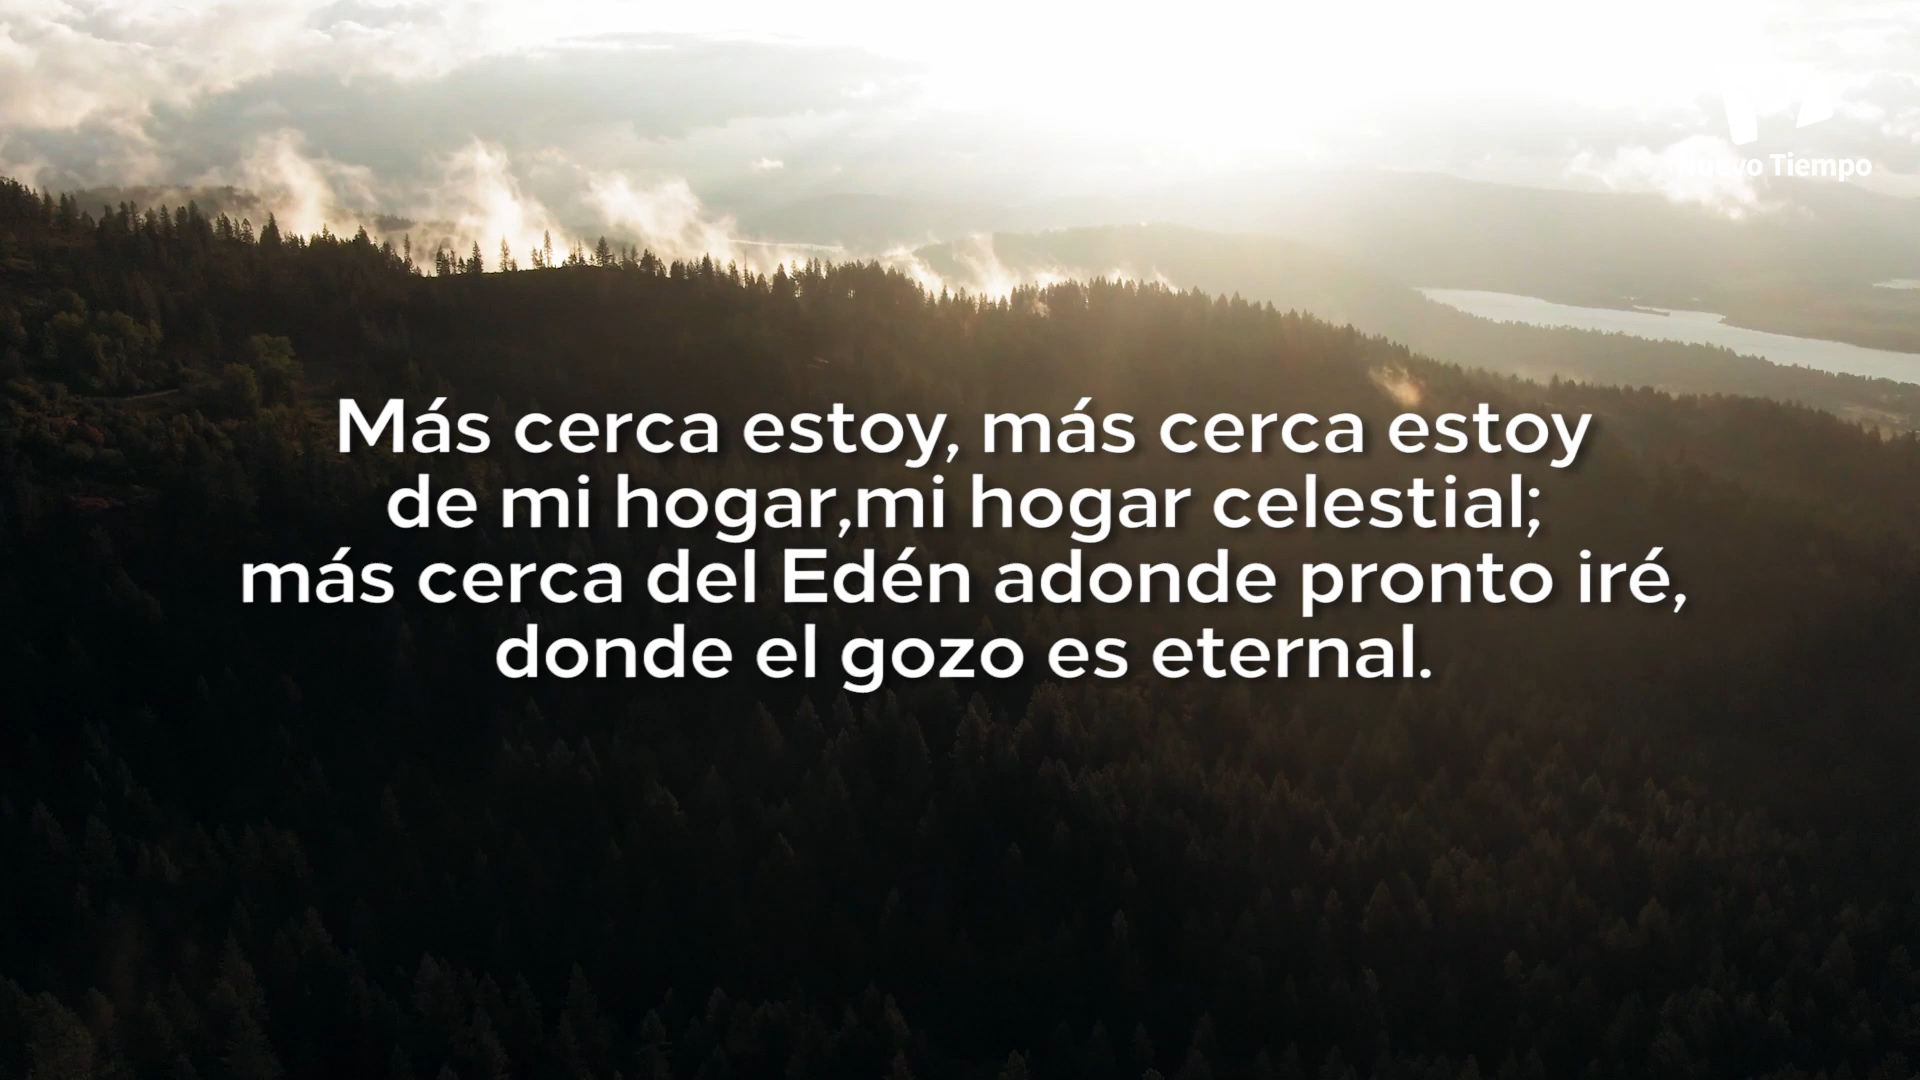 Nuevo Tiempo
Más cerca estoy, más cerca estoy
de mi hogar,mi hogar celestial;
más cerca del Edén adonde pronto iré,
donde el gozo es eternal.